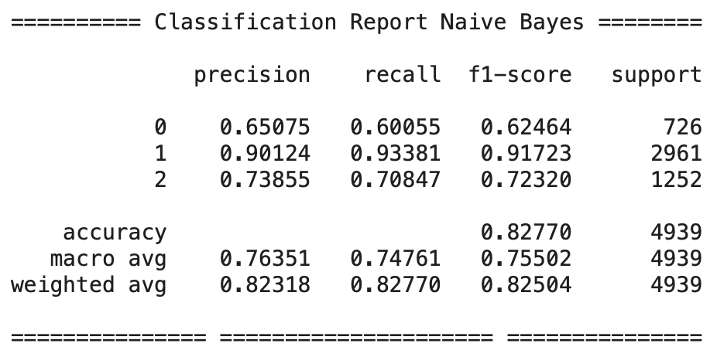 ========== Classification Report Naive Bayes ========
precision recall f1-score support
0 0.65075 0.60055 0.62464 726
1 0.90124 0.93381 0.91723 2961
2 0.73855 0.70847 0.72320 1252
accuracy 0.82770 4939
macro avg 0.76351 0.74761 0.75502 4939
weighted avg 0.82318 0.82770 0.82504 4939
=============== ===================== ===============